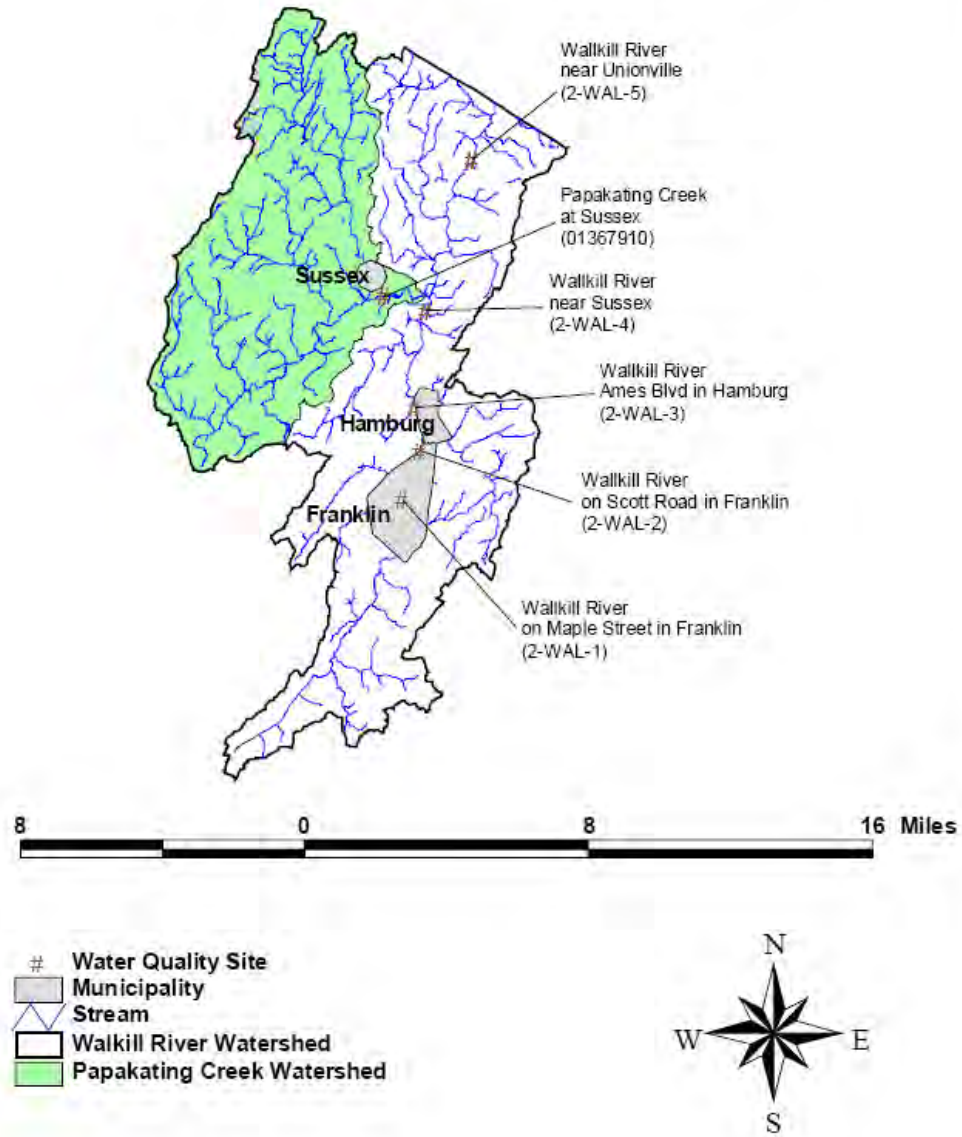 Wallkill River
near Unionville
(2-WAL-5)
Papakating Creek
at Sussex
(01367910)
Sussex
Wallkill River
near Sussex
(2-WAL-4)
Wallkill River
Ames Blvd in Hamburg
(2-WAL-3)
Hamburg
Wallkill River
on Scott Road in Franklin
(2-WAL-2)
Franklin
Wallkill River
on Maple Street in Franklin
(2-WAL-1)
8 0 8 16 Miles
# Water Quality Site
Municipality
Stream
Walkill River Watershed
Papakating Creek Watershed
N
W E
S